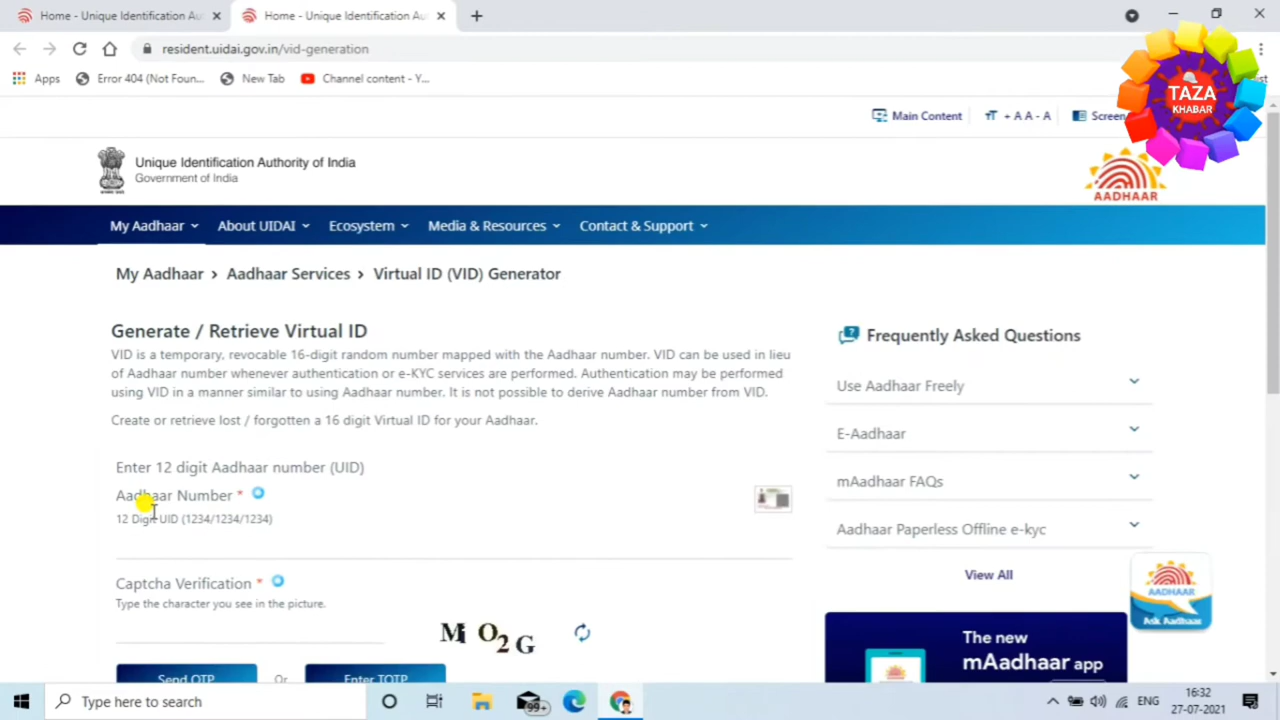 Home - Unique Identification Au
Home - Unique Identification Au
resident.uidai.gov.in/vid-generation
Apps
Error 404 (Not Foun...
New Tab
Channel content - Y...
TAZA
KHABAR
Main Content
+ A A - A
Screen
Unique Identification Authority of India
Government of India
AADHAAR
My Aadhaar
About UIDAI
Ecosystem
Media & Resources
Contact & Support
My Aadhaar > Aadhaar Services > Virtual ID (VID) Generator
Generate / Retrieve Virtual ID
VID is a temporary, revocable 16-digit random number mapped with the Aadhaar number. VID can be used in lieu
of Aadhaar number whenever authentication or e-KYC services are performed. Authentication may be performed
using VID in a manner similar to using Aadhaar number. It is not possible to derive Aadhaar number from VID.
Create or retrieve lost / forgotten a 16 digit Virtual ID for your Aadhaar.
Enter 12 digit Aadhaar number (UID)
Aadhaar Number *
12 Digit UID (1234/1234/1234)
Captcha Verification *
Type the character you see in the picture.
Mi O2G
Send OTP
Or
Enter TOTP
Frequently Asked Questions
Use Aadhaar Freely
E-Aadhaar
mAadhaar FAQs
Aadhaar Paperless Offline e-kyc
View All
AADHAAR
Ask Aadhaar
The new
mAadhaar app
Type here to search
99+
ENG
16:32
27-07-2021